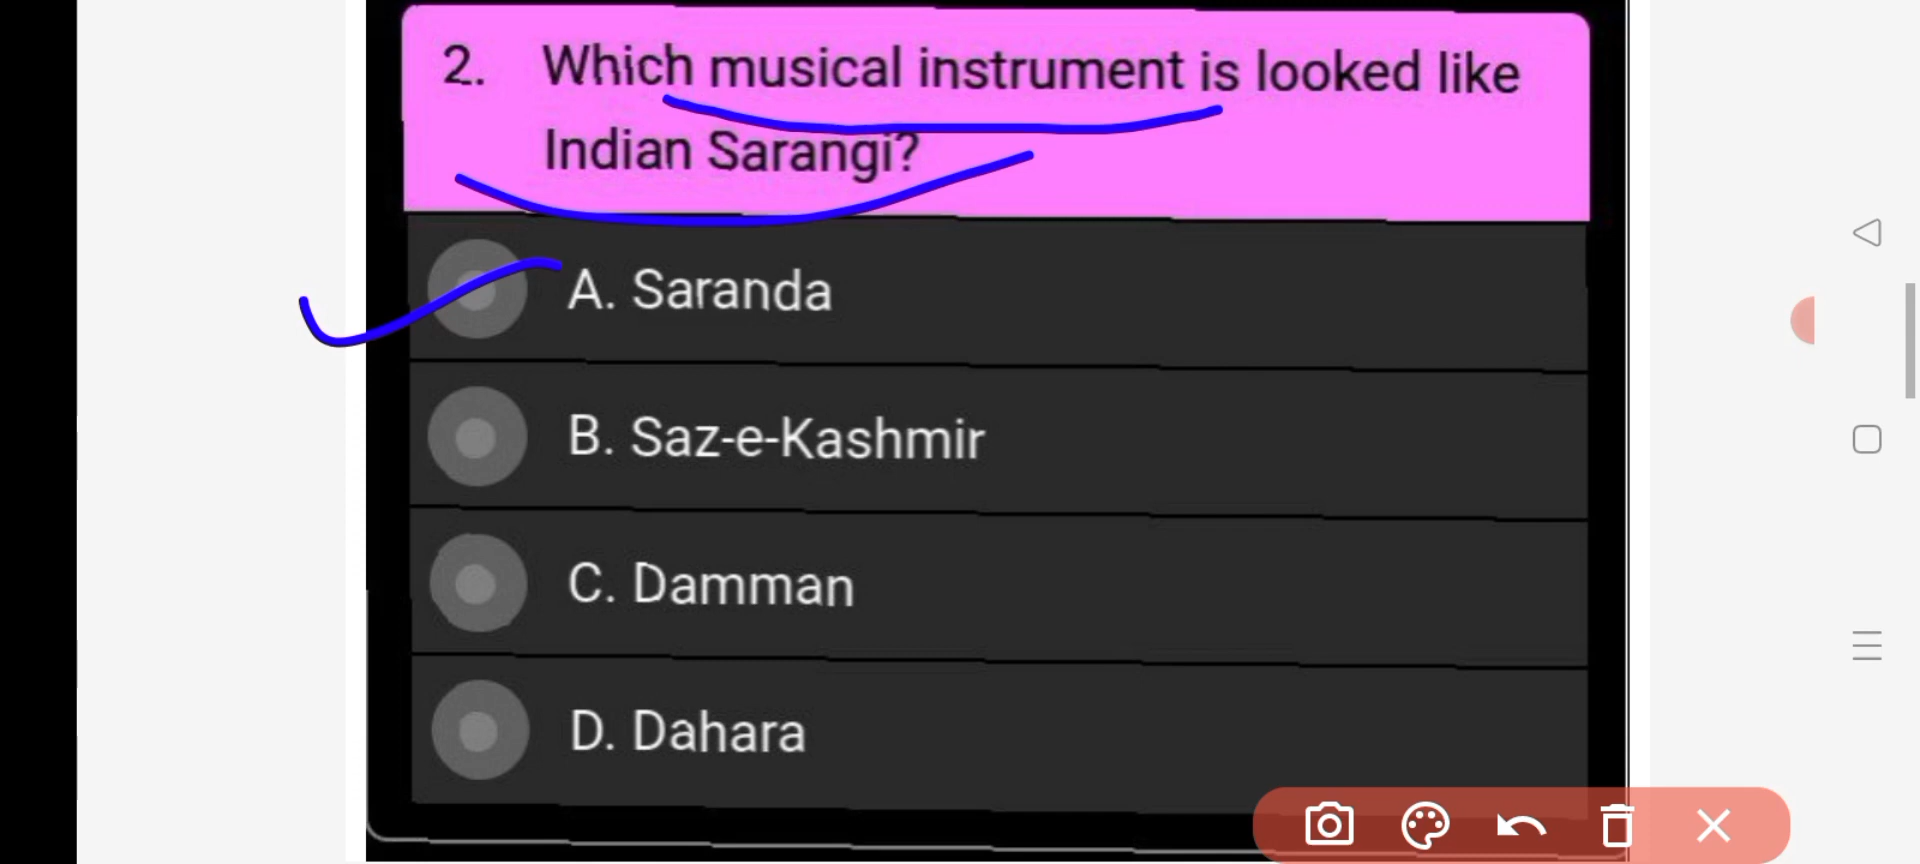 2. Which musical instrument is looked like
Indian Sarangi?
A. Saranda
B. Saz-e-Kashmir
C. Damman
D. Dahara